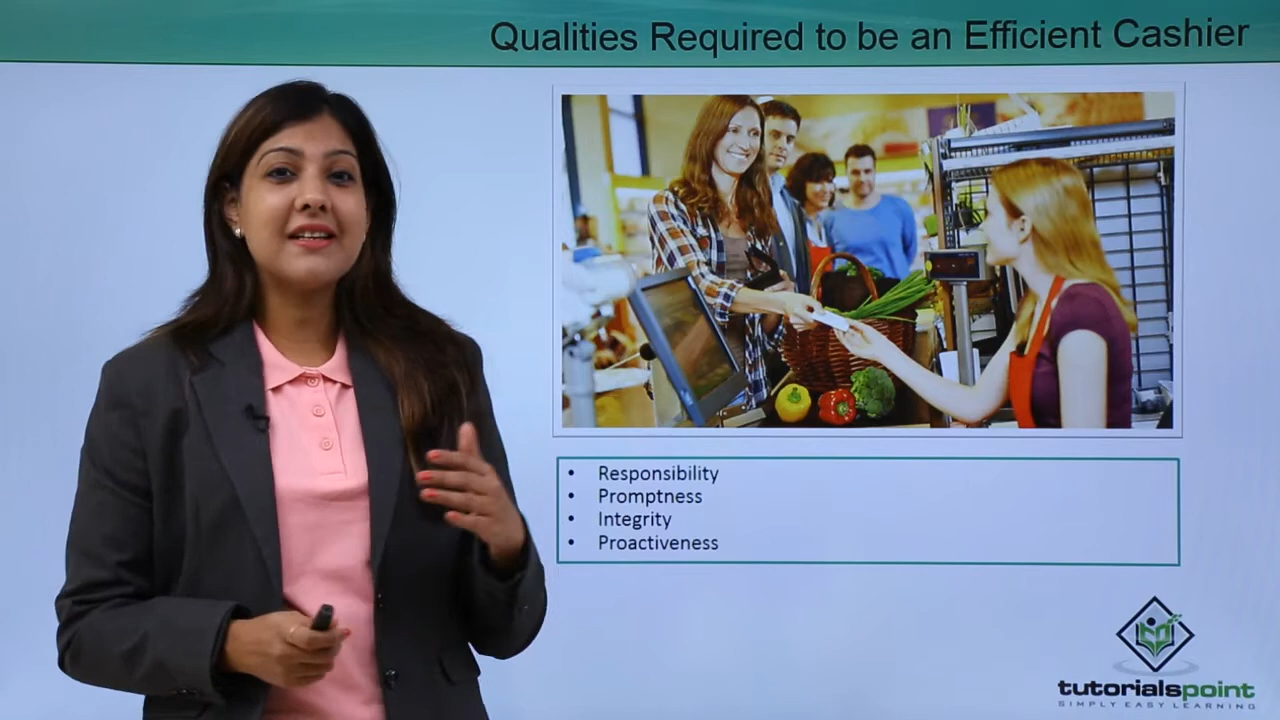 Qualities Required to be an Efficient Cashier
• Responsibility
• Promptness
• Integrity
• Proactiveness
tutorialspoint
SIMPLY EASY LEARNING